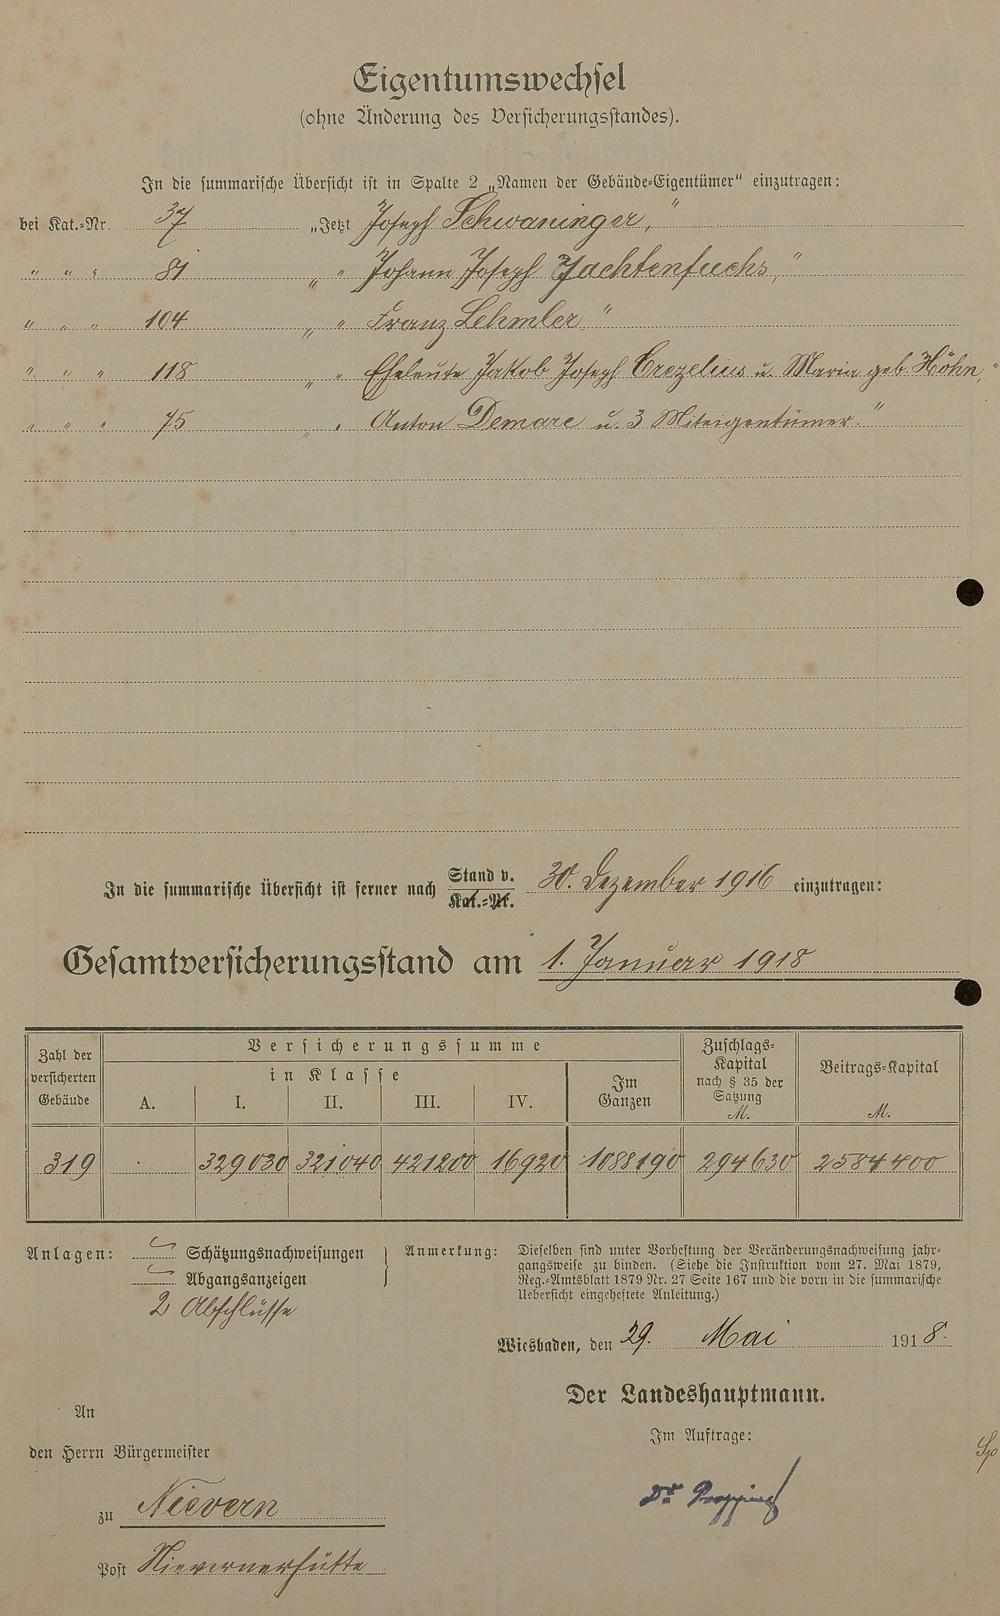 Eigentumswechsel
(ohne Änderung des Versicherungsstandes).
In die summarische Übersicht ist in Spalte 2 „Namen der Gebäude-Eigentümer“ einzutragen:
bei Kat.-Nr. 37 „Jetzt Joseph Schwaninger,“
" " " 81 „ " Johann Joseph Jachtenfuchs,“
" " " 104 „ " Franz Lehmler.“
" " " 118 „ " Eheleute Jakob Joseph Crezelius u. Maria geb. Höhn,“
" " " 75 „ " Anton Demare u. 3 Miteigentümer.“
In die summarische Übersicht ist ferner nach Stand v. Kat.-Nr. 30. Dezember 1916 einzutragen:
Gesamtversicherungsstand am 1. Januar 1918
Zahl der versicherten Gebäude
Versicherungssumme
in Klasse
A. I. II. III. IV.
Im Ganzen
Zuschlags-Kapital nach § 35 der Satzung M.
Beitrags-Kapital M.
319 . 329030 321040 421200 16920 1088190 294630 2584400
Anlagen: Schätzungsnachweisungen
Abgangsanzeigen
2 Abschlüsse
Anmerkung: Dieselben sind unter Vorheftung der Veränderungsnachweisung jahr-
gangsweise zu binden. (Siehe die Instruktion vom 27. Mai 1879,
Reg.-Amtsblatt 1879 Nr. 27 Seite 167 und die vorn in die summarische
Uebersicht eingeheftete Anleitung.)
Wiesbaden, den 29. Mai 1918.
Der Landeshauptmann.
Im Auftrage:
An
den Herrn Bürgermeister
zu Nievern
Post Nievernerhütte